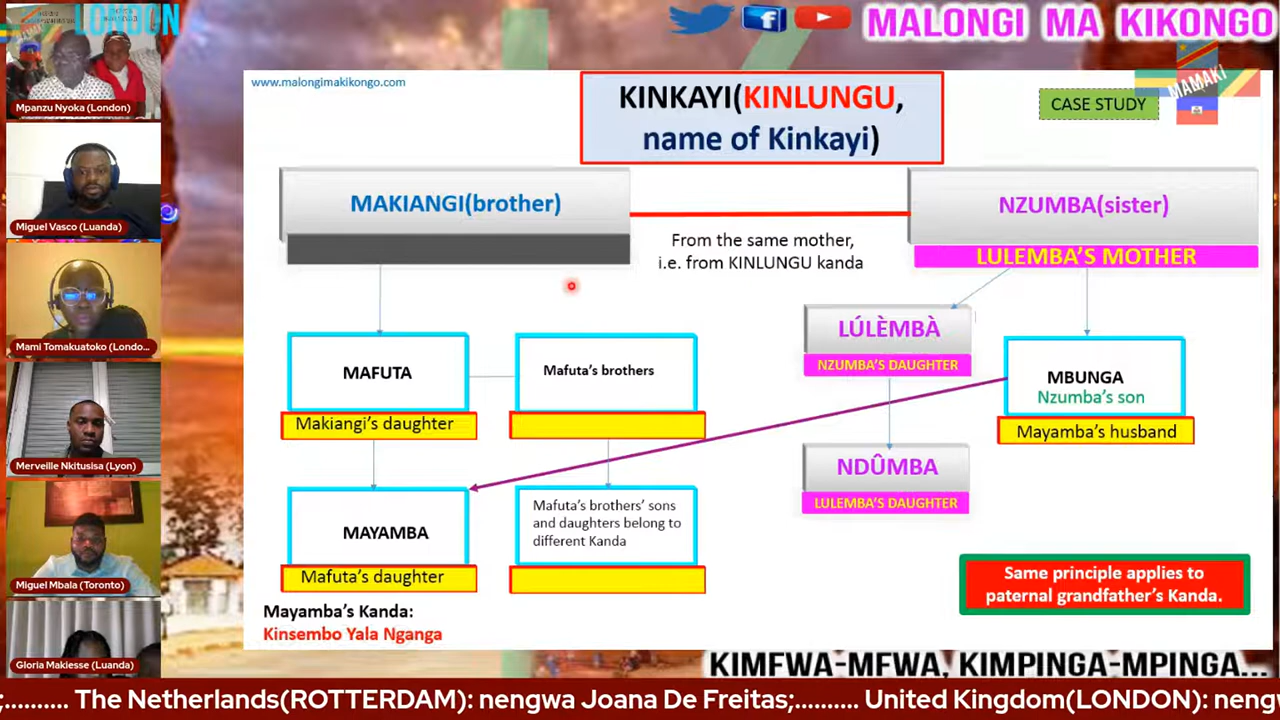 LONDON
MALONGI MA KIKONGO
MAMAKI
www.malongimakikongo.com
KINKAYI(KINLUNGU,
name of Kinkayi)
CASE STUDY
MAKIANGI(brother)
NZUMBA(sister)
LULEMBA'S MOTHER
From the same mother,
i.e. from KINLUNGU kanda
LÚLÈMBÀ
NZUMBA'S DAUGHTER
MAFUTA
Makiangi's daughter
Mafuta's brothers
MBUNGA
Nzumba's son
Mayamba's husband
NDÛMBA
LULEMBA'S DAUGHTER
MAYAMBA
Mafuta's daughter
Mafuta's brothers' sons
and daughters belong to
different Kanda
Same principle applies to
paternal grandfather's Kanda.
Mayamba's Kanda:
Kinsembo Yala Nganga
Mpanzu Nyoka (London)
Miguel Vasco (Luanda)
Mami Tomakuatoko (Londo...
Merveille Nkitusisa (Lyon)
Miguel Mbala (Toronto)
Gloria Makiesse (Luanda)
KIMFWA-MFWA, KIMPINGA-MPINGA...
;.......... The Netherlands(ROTTERDAM): nengwa Joana De Freitas;.......... United Kingdom(LONDON): neng